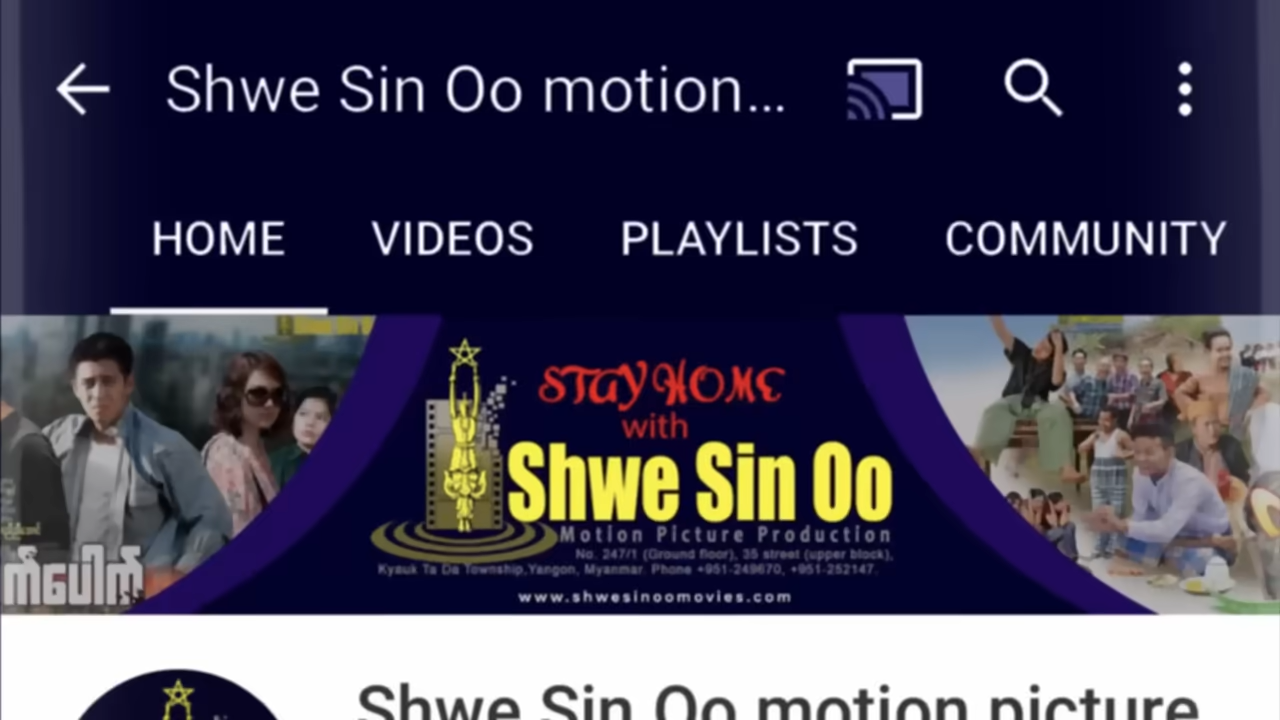 Shwe Sin Oo motion...
HOME VIDEOS PLAYLISTS COMMUNITY
STAY HOME
with
Shwe Sin Oo
Motion Picture Production
No. 247/1 (Ground floor), 35 street (upper block),
Kyauk Ta Da Township,Yangon, Myanmar. Phone +951-249670, +951-252147.
www.shwesinoomovies.com
Shwe Sin Oo motion picture